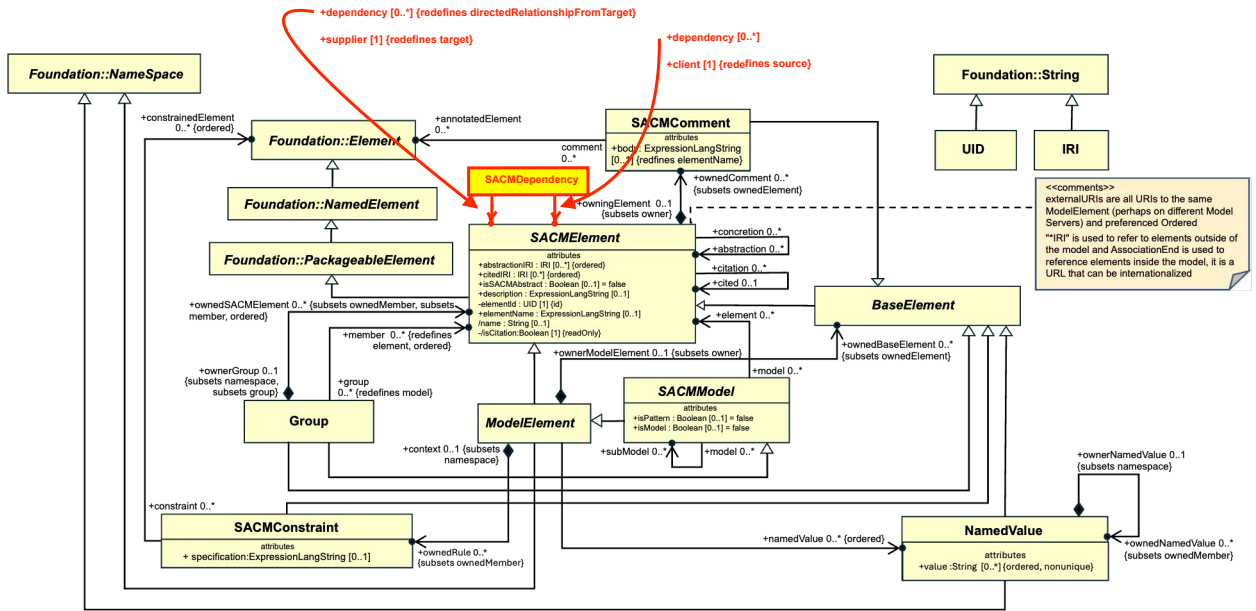 +dependency [0..*] {redefines directedRelationshipFromTarget}
+supplier [1] {redefines target}
+dependency [0..*]
+client [1] {redefines source}
Foundation::NameSpace
Foundation::String
+constrainedElement
0..* {ordered}
Foundation::Element
+annotatedElement
0..*
comment
0..*
SACMComment
attributes
+body : ExpressionLangString
[0..1] {redfines elementName}
UID
IRI
SACMDependency
+ownedComment 0..*
{subsets ownedElement}
<<comments>>
externalURIs are all URIs to the same
ModelElement (perhaps on different Model
Servers) and preferenced Ordered
"*IRI" is used to refer to elements outside of
the model and AssociationEnd is used to
reference elements inside the model, it is a
URL that can be internationalized
Foundation::NamedElement
+owningElement 0..1
{subsets owner}
Foundation::PackageableElement
SACMElement
attributes
+abstractionIRI : IRI [0..*] {ordered}
+citedIRI : IRI [0..*] {ordered}
+isSACMAbstract : Boolean [0..1] = false
+description : ExpressionLangString [0..1]
-elementId : UID [1] {id}
+elementName : ExpressionLangString [0..1]
/name : String [0..1]
-/isCitation:Boolean [1] {readOnly}
+concretion 0..*
+abstraction 0..*
+citation 0..*
+cited 0..1
+ownedSACMElement 0..* {subsets ownedMember, subsets
member, ordered}
+member 0..* {redefines
element, ordered}
+element 0..*
BaseElement
+ownerModelElement 0..1 {subsets owner}
+ownedBaseElement 0..*
{subsets ownedElement}
+ownerGroup 0..1
{subsets namespace,
subsets group}
+group
0..* {redefines model}
+model 0..*
Group
ModelElement
SACMModel
attributes
+isPattern : Boolean [0..1] = false
+isModel : Boolean [0..1] = false
+context 0..1 {subsets
namespace}
+subModel 0..*
+model 0..*
+ownerNamedValue 0..1
{subsets namespace}
+constraint 0..*
SACMConstraint
attributes
+ specification:ExpressionLangString [0..1]
+ownedRule 0..*
{subsets ownedMember}
+namedValue 0..* {ordered}
NamedValue
attributes
+value :String [0..*] {ordered, nonunique}
+ownedNamedValue 0..*
{subsets ownedMember}